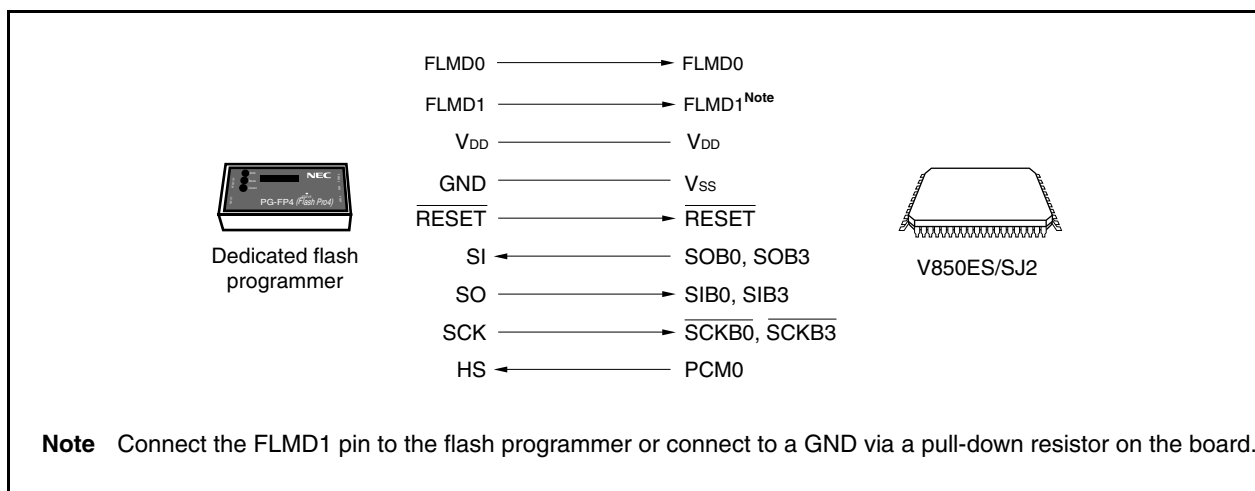 FLMD0 FLMD0
FLMD1 FLMD1Note
VDD VDD
GND VSS
RESET RESET
SI SOB0, SOB3
SO SIB0, SIB3
SCK SCKB0, SCKB3
HS PCM0
NEC
PG-FP4 (Flash Pro4)
Dedicated flash
programmer
V850ES/SJ2
Note Connect the FLMD1 pin to the flash programmer or connect to a GND via a pull-down resistor on the board.